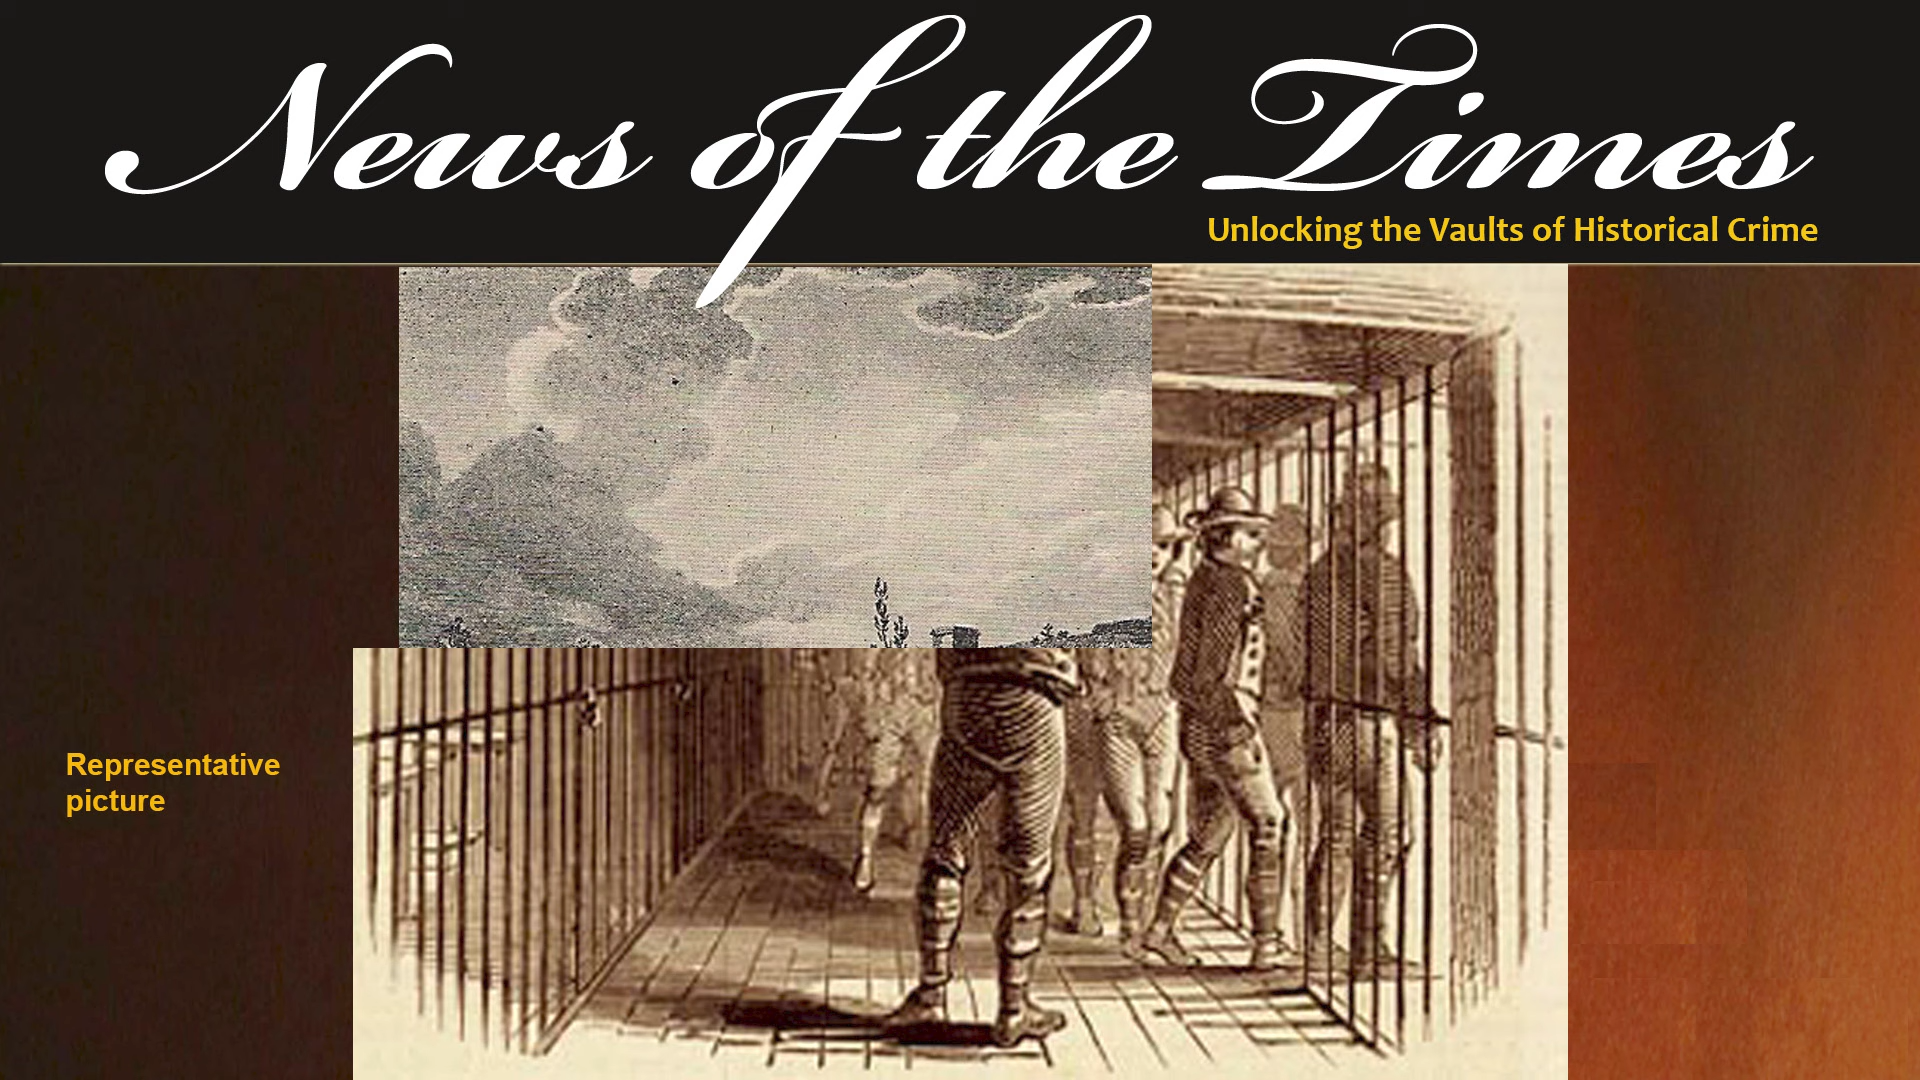 News of the Times
Unlocking the Vaults of Historical Crime
Representative
picture